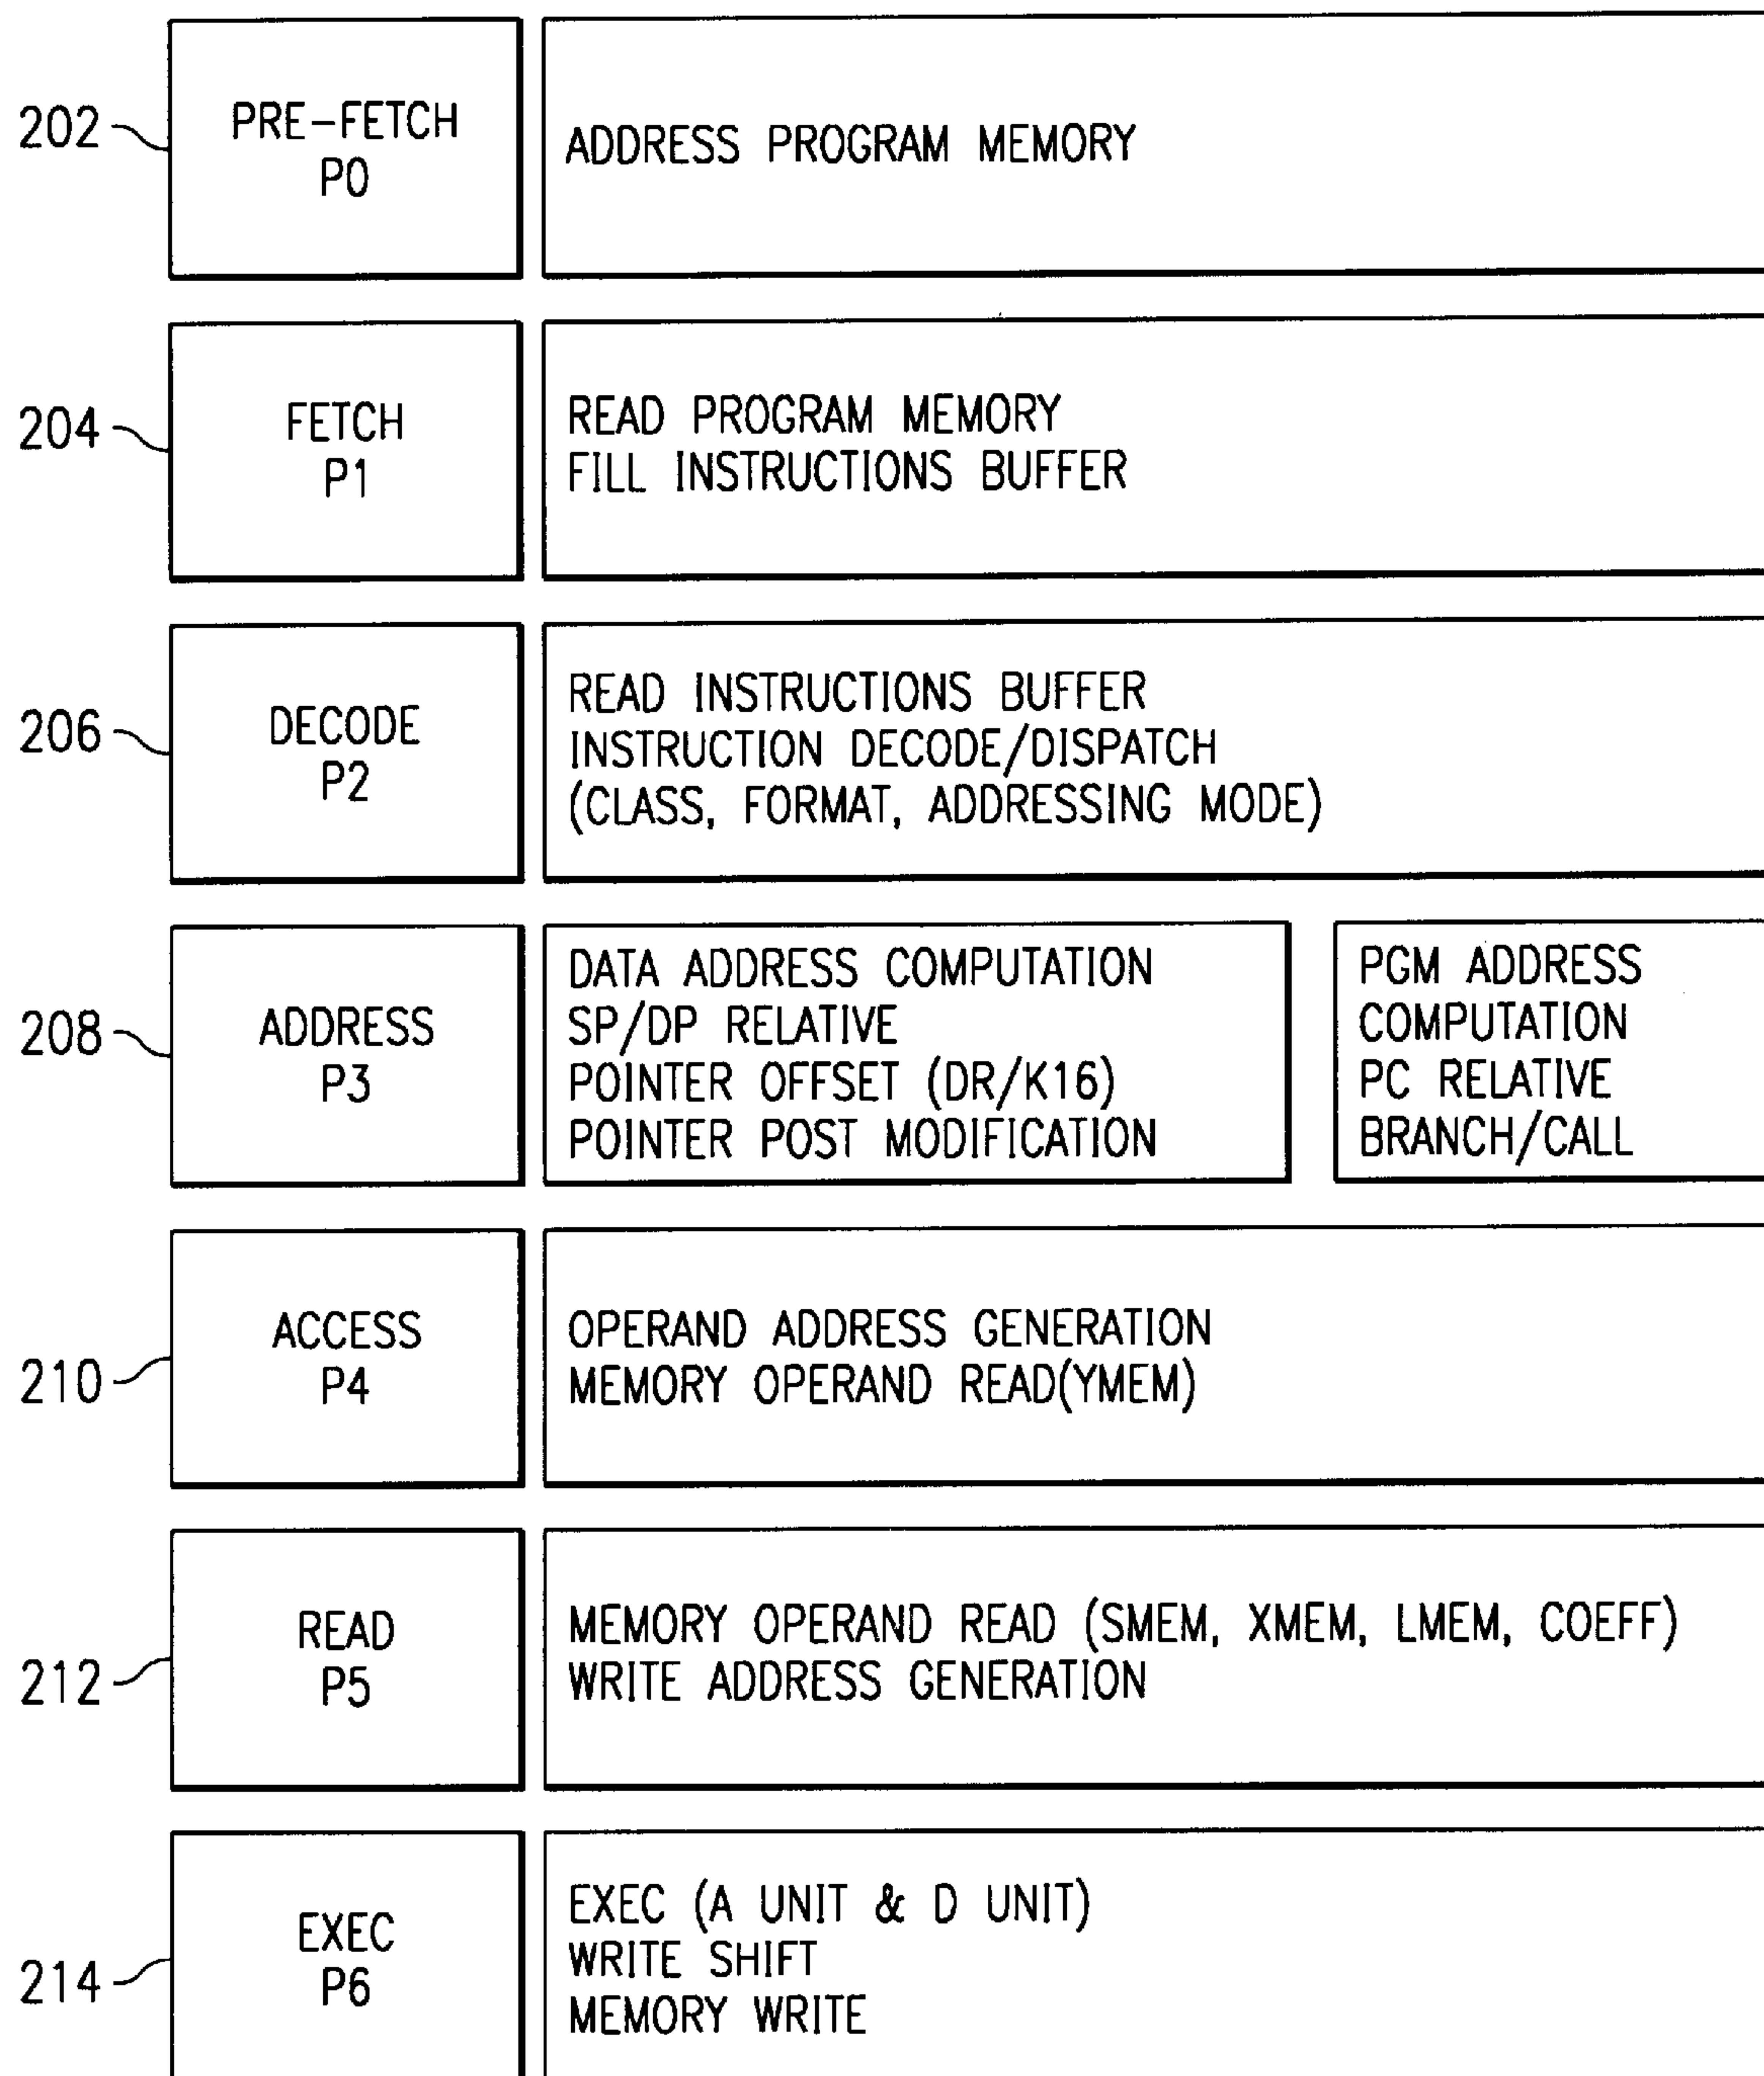 202
PRE-FETCH
P0
ADDRESS PROGRAM MEMORY
204
FETCH
P1
READ PROGRAM MEMORY
FILL INSTRUCTIONS BUFFER
206
DECODE
P2
READ INSTRUCTIONS BUFFER
INSTRUCTION DECODE/DISPATCH
(CLASS, FORMAT, ADDRESSING MODE)
208
ADDRESS
P3
DATA ADDRESS COMPUTATION
SP/DP RELATIVE
POINTER OFFSET (DR/K16)
POINTER POST MODIFICATION
PGM ADDRESS
COMPUTATION
PC RELATIVE
BRANCH/CALL
210
ACCESS
P4
OPERAND ADDRESS GENERATION
MEMORY OPERAND READ(YMEM)
212
READ
P5
MEMORY OPERAND READ (SMEM, XMEM, LMEM, COEFF)
WRITE ADDRESS GENERATION
214
EXEC
P6
EXEC (A UNIT & D UNIT)
WRITE SHIFT
MEMORY WRITE